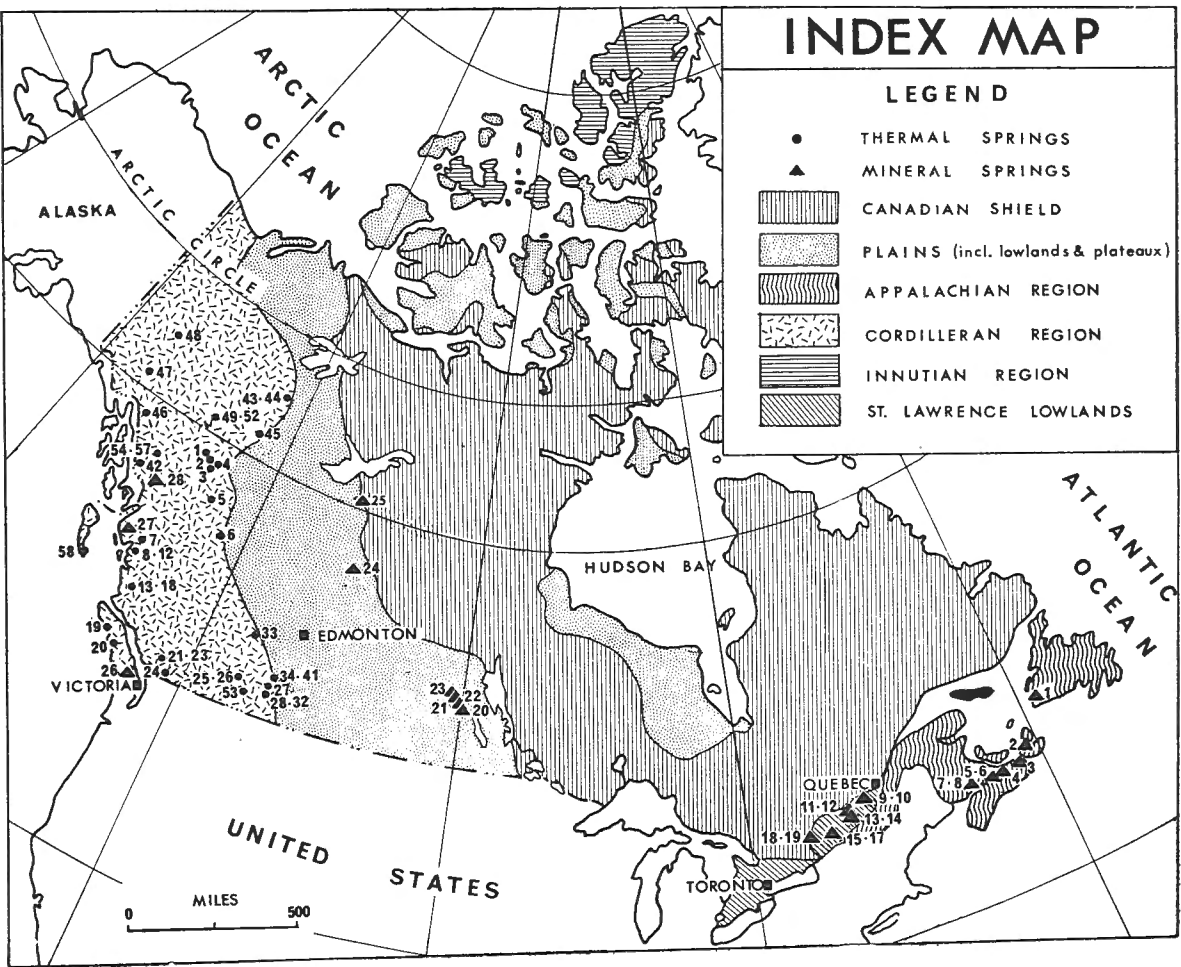 INDEX MAP
LEGEND
THERMAL SPRINGS
MINERAL SPRINGS
CANADIAN SHIELD
PLAINS (incl. lowlands & plateaux)
APPALACHIAN REGION
CORDILLERAN REGION
INNUTIAN REGION
ST. LAWRENCE LOWLANDS
ARCTIC
OCEAN
ARCTIC CIRCLE
ALASKA
48
47
43·44
46
49·52
45
54·57
1
2
4
42
3
28
5
25
27
7
6
58
8·12
24
HUDSON BAY
13·18
ATLANTIC
OCEAN
19
33
EDMONTON
20
21·23
26
24
25
26
34·41
VICTORIA
53
27
28·32
23
22
21
20
1
2
3
5·6
4
7·8
QUEBEC
9·10
11·12
13·14
18·19
15·17
TORONTO
UNITED
STATES
MILES
0
500